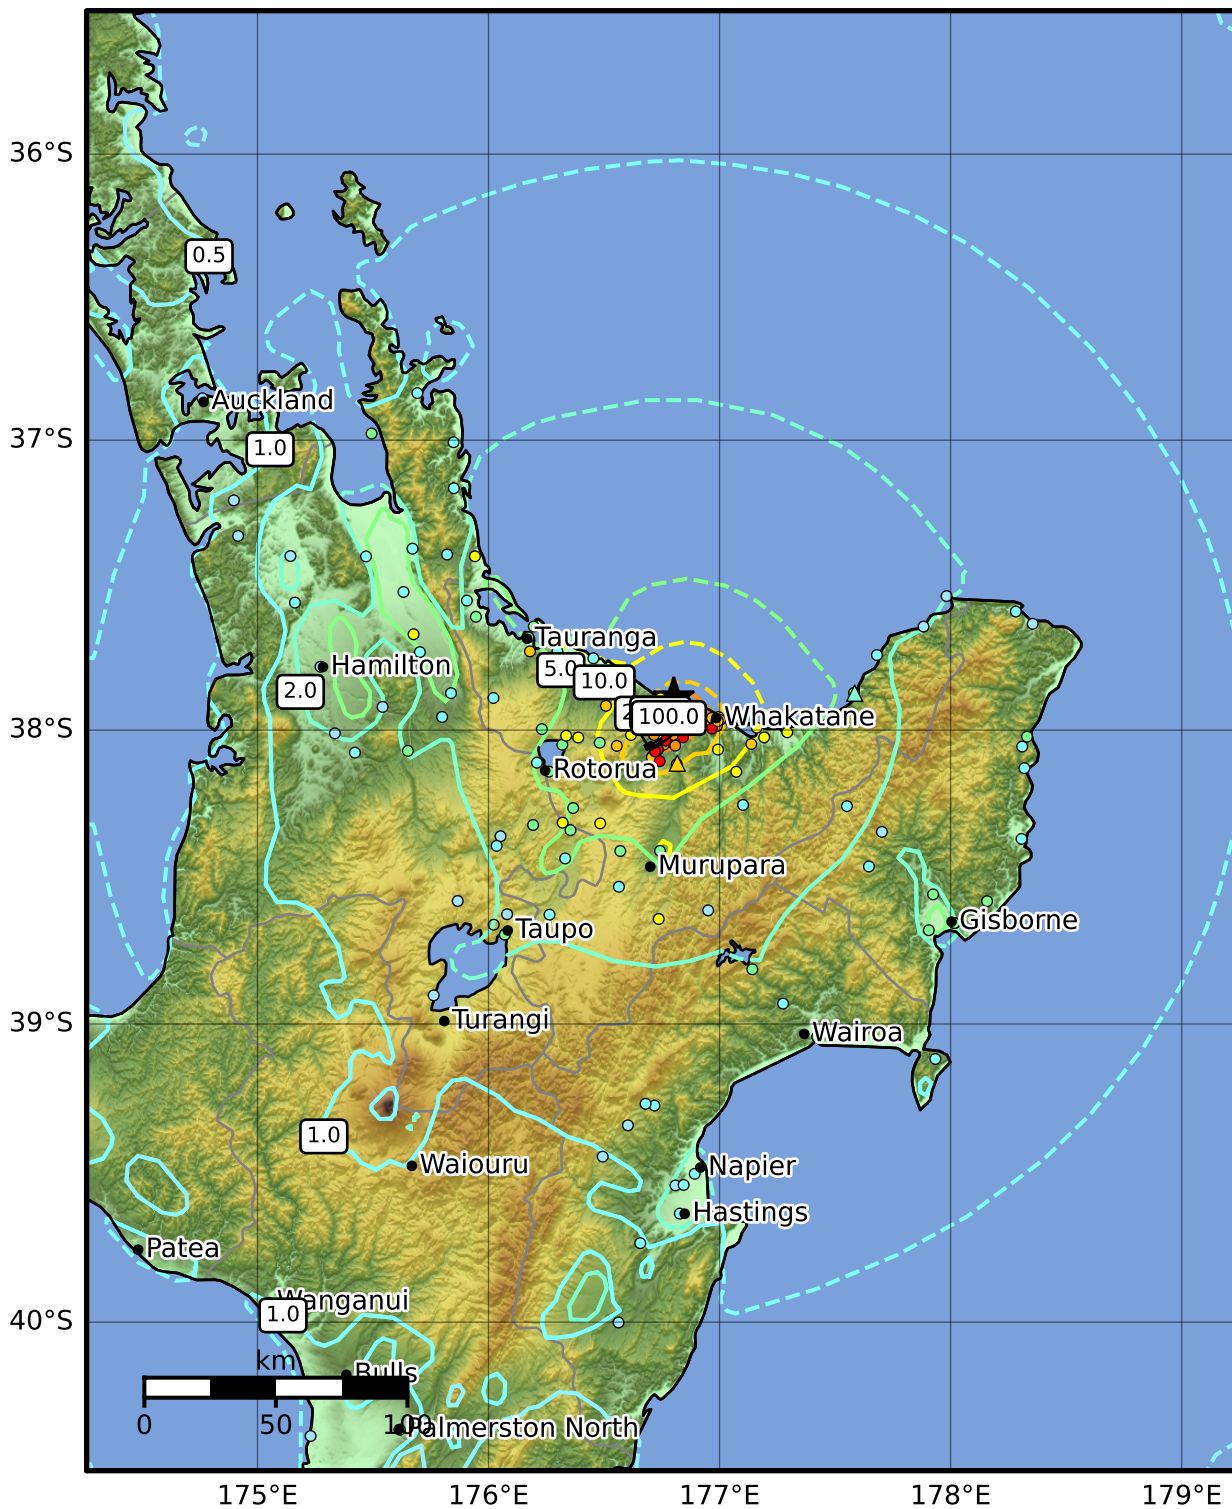 36°S
0.5
Auckland
37°S
1.0
Tauranga
5.0
Hamilton
10.0
2.0
100.0
Whakatane
38°S
Rotorua
Murupara
Gisborne
Taupo
Turangi
39°S
Wairoa
1.0
Waiouru
Napier
Hastings
Patea
Wanganui
1.0
40°S
km
Bulls
0 50 100
Palmerston North
175°E 176°E 177°E 178°E 179°E